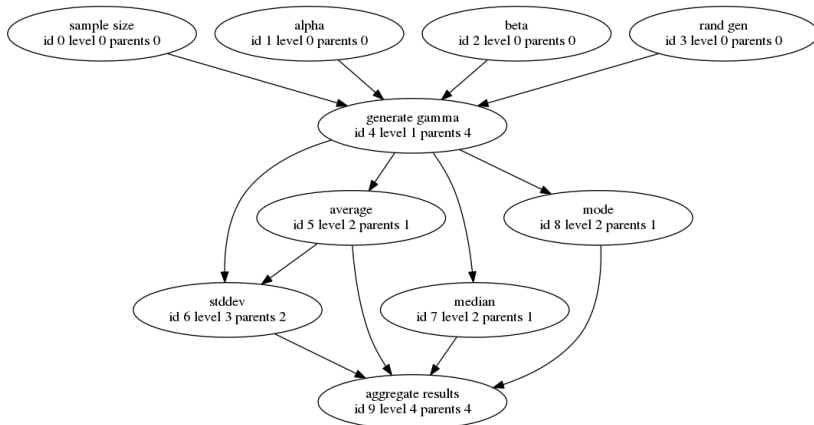 sample size
id 0 level 0 parents 0
alpha
id 1 level 0 parents 0
beta
id 2 level 0 parents 0
rand gen
id 3 level 0 parents 0
generate gamma
id 4 level 1 parents 4
average
id 5 level 2 parents 1
mode
id 8 level 2 parents 1
stddev
id 6 level 3 parents 2
median
id 7 level 2 parents 1
aggregate results
id 9 level 4 parents 4